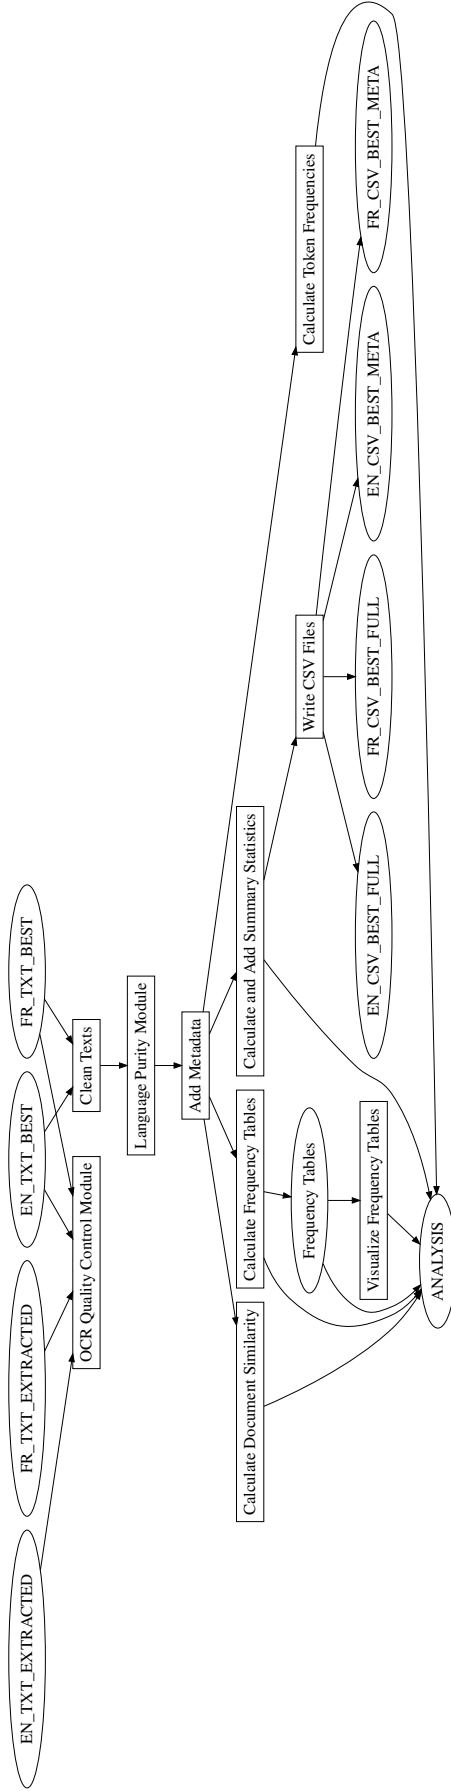 EN_TXT_EXTRACTED
FR_TXT_EXTRACTED
EN_TXT_BEST
FR_TXT_BEST
OCR Quality Control Module
Clean Texts
Language Purity Module
Add Metadata
Calculate Document Similarity
Calculate Frequency Tables
Calculate and Add Summary Statistics
Frequency Tables
Write CSV Files
Calculate Token Frequencies
Visualize Frequency Tables
EN_CSV_BEST_FULL
FR_CSV_BEST_FULL
EN_CSV_BEST_META
FR_CSV_BEST_META
ANALYSIS